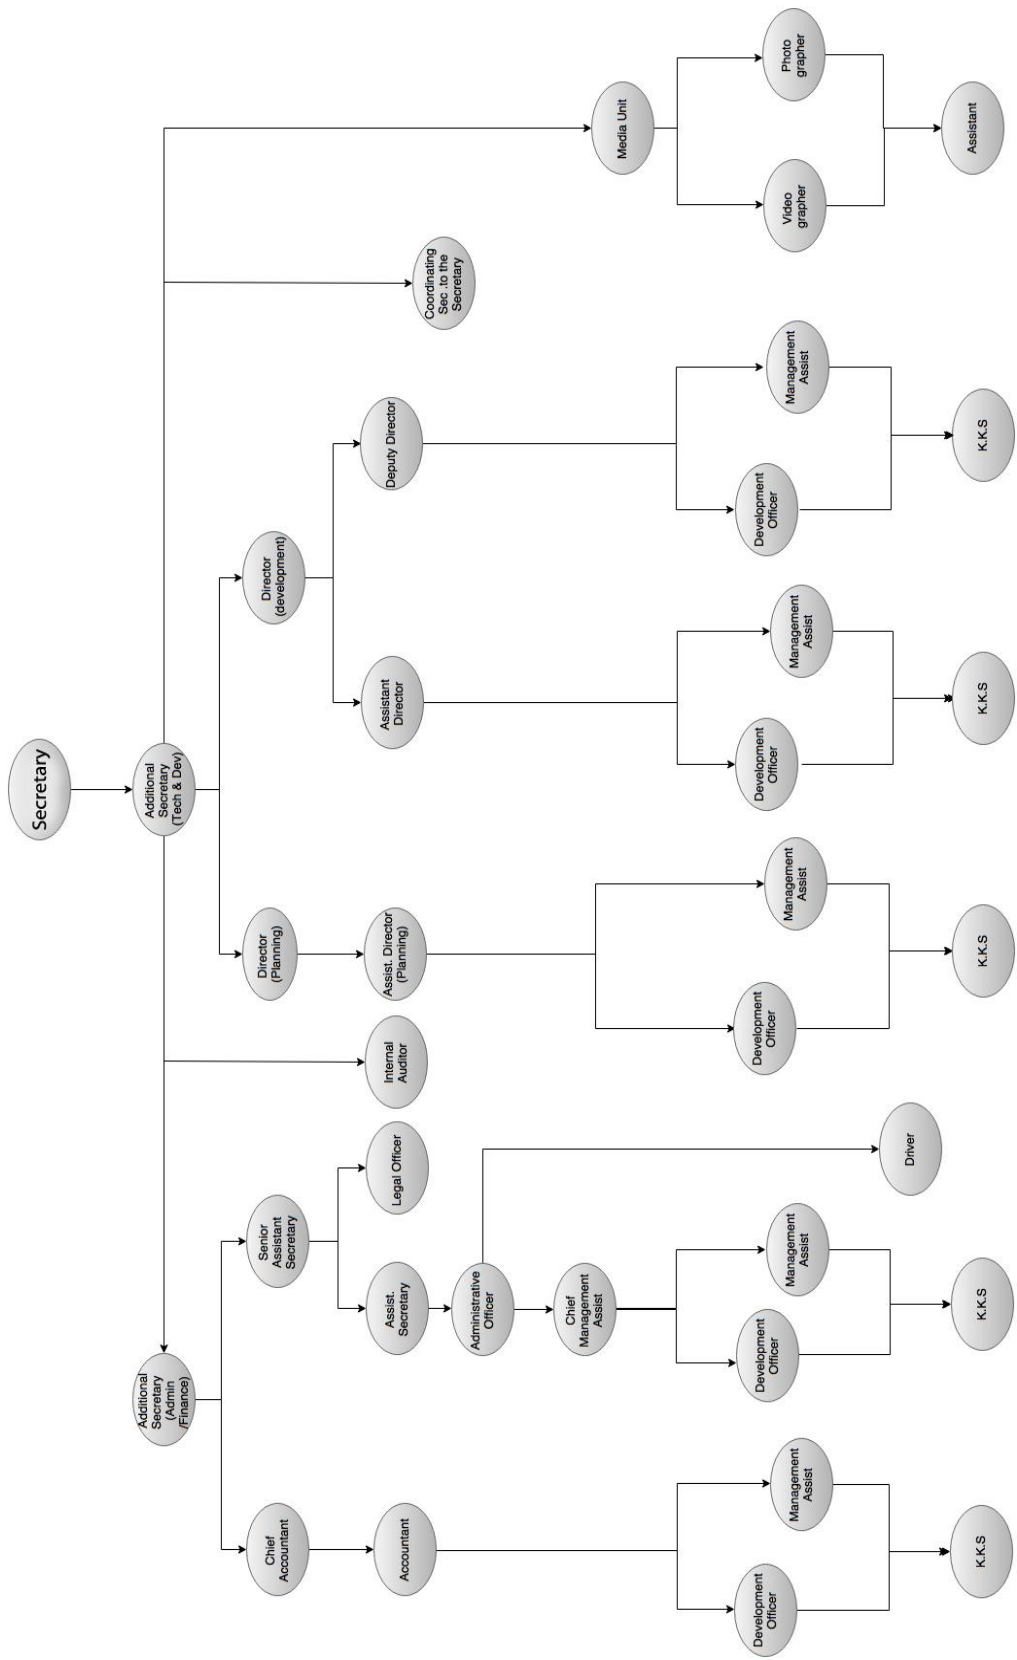 Secretary
Additional
Secretary
(Admin
/Finance)
Additional
Secretary
(Tech & Dev)
Chief
Accountant
Senior
Assistant
Secretary
Director
(Planning)
Director
(development)
Accountant
Assist.
Secretary
Legal Officer
Internal
Auditor
Assist. Director
(Planning)
Assistant
Director
Deputy Director
Coordinating
Sec .to the
Secretary
Administrative
Officer
Chief
Management
Assist
Media Unit
Development
Officer
Management
Assist
Development
Officer
Management
Assist
Development
Officer
Management
Assist
Development
Officer
Management
Assist
Development
Officer
Management
Assist
Video
grapher
Photo
grapher
Driver
K.K.S
K.K.S
K.K.S
K.K.S
K.K.S
Assistant